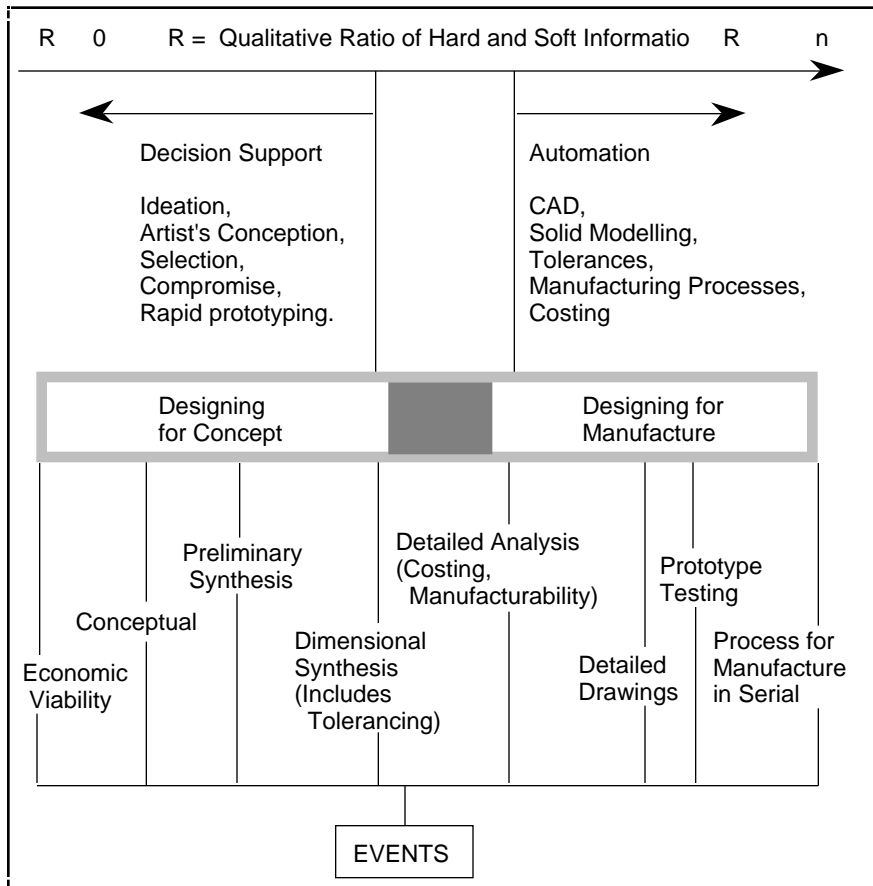 R 0 R = Qualitative Ratio of Hard and Soft Informatio R n
Decision Support
Ideation,
Artist's Conception,
Selection,
Compromise,
Rapid prototyping.
Automation
CAD,
Solid Modelling,
Tolerances,
Manufacturing Processes,
Costing
Designing
for Concept
Designing for
Manufacture
Economic
Viability
Conceptual
Preliminary
Synthesis
Dimensional
Synthesis
(Includes
Tolerancing)
Detailed Analysis
(Costing,
Manufacturability)
Detailed
Drawings
Prototype
Testing
Process for
Manufacture
in Serial
EVENTS